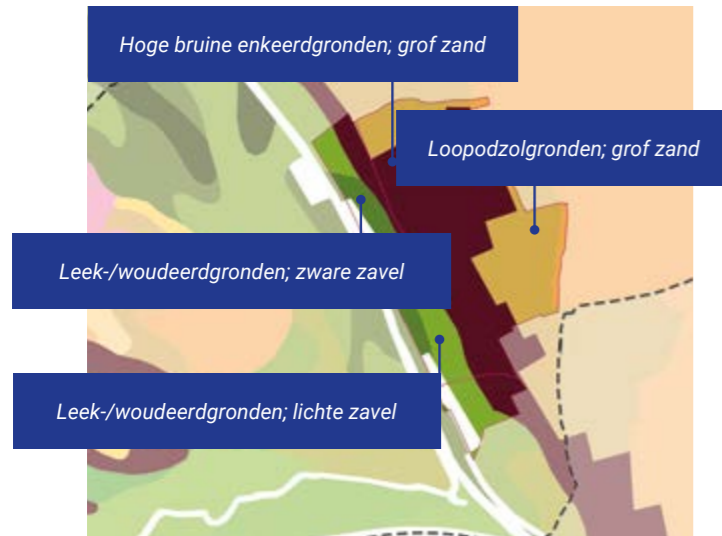 Hoge bruine enkeerdgronden; grof zand
Loopodzolgronden; grof zand
Leek-/woudeerdgronden; zware zavel
Leek-/woudeerdgronden; lichte zavel